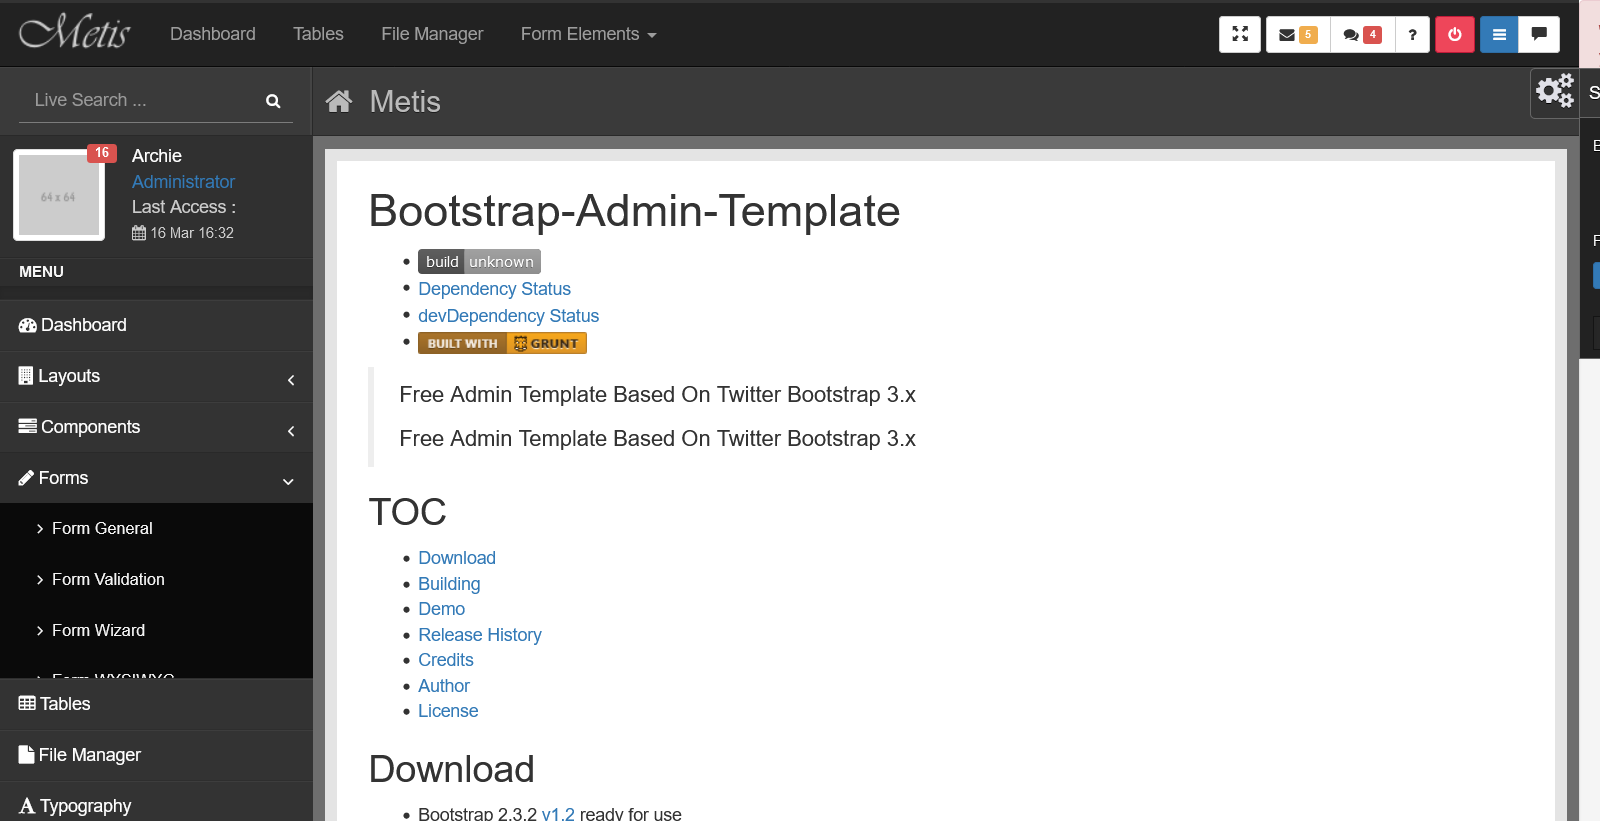 Metis
Dashboard
Tables
File Manager
Form Elements
5
4
?
Live Search ...
Metis
16
64 x 64
Archie
Administrator
Last Access :
16 Mar 16:32
MENU
Dashboard
Layouts
Components
Forms
Form General
Form Validation
Form Wizard
Form WYSIWYG
Tables
File Manager
Typography
Bootstrap-Admin-Template
build unknown
Dependency Status
devDependency Status
BUILT WITH GRUNT
Free Admin Template Based On Twitter Bootstrap 3.x
Free Admin Template Based On Twitter Bootstrap 3.x
TOC
Download
Building
Demo
Release History
Credits
Author
License
Download
Bootstrap 2.3.2 v1.2 ready for use